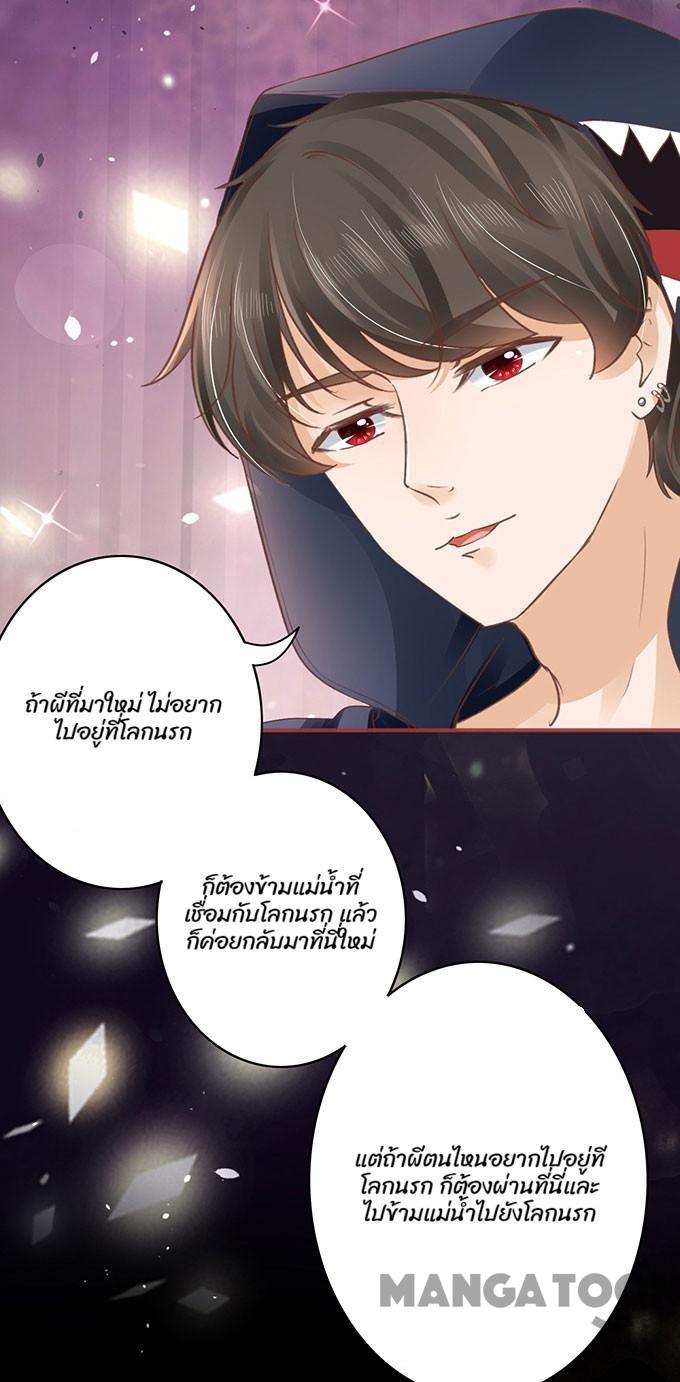 ถ้าผีที่มาใหม่ ไม่อยาก
ไปอยู่ที่โลกนรก
ก็ต้องข้ามแม่น้ำที่
เชื่อมกับโลกนรก แล้ว
ก็ค่อยกลับมาที่นี่ใหม่
แต่ถ้าผีตนไหนอยากไปอยู่ที่
โลกนรก ก็ต้องผ่านที่นี่และ
ไปข้ามแม่น้ำไปยังโลกนรก
MANGATOON